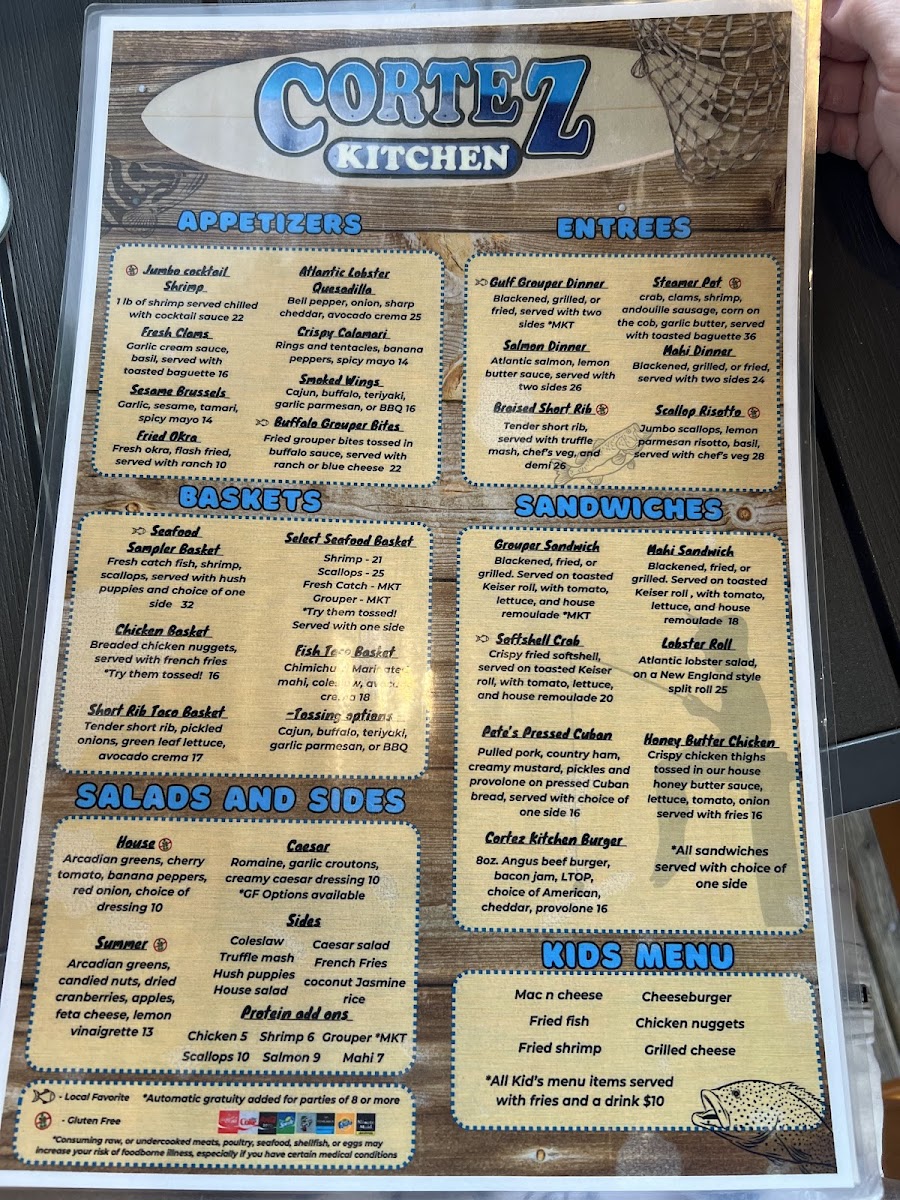 CORTEZ
KITCHEN
APPETIZERS
Jumbo cocktail
Shrimp
1 lb of shrimp served chilled
with cocktail sauce 22
Fresh Clams
Garlic cream sauce,
basil, served with
toasted baguette 16
Sesame Brussels
Garlic, sesame, tamari,
spicy mayo 14
Fried Okra
Fresh okra, flash fried,
served with ranch 10
Atlantic Lobster
Quesadilla
Bell pepper, onion, sharp
cheddar, avocado crema 25
Crispy Calamari
Rings and tentacles, banana
peppers, spicy mayo 14
Smoked Wings
Cajun, buffalo, teriyaki,
garlic parmesan, or BBQ 16
Buffalo Grouper Bites
Fried grouper bites tossed in
buffalo sauce, served with
ranch or blue cheese 22
ENTREES
Gulf Grouper Dinner
Blackened, grilled, or
fried, served with two
sides *MKT
Salmon Dinner
Atlantic salmon, lemon
butter sauce, served with
two sides 26
Braised Short Rib
Tender short rib,
served with truffle
mash, chef's veg, and
demi 26
Steamer Pot
crab, clams, shrimp,
andouille sausage, corn on
the cob, garlic butter, served
with toasted baguette 36
Mahi Dinner
Blackened, grilled, or fried,
served with two sides 24
Scallop Risotto
Jumbo scallops, lemon
parmesan risotto, basil,
served with chef's veg 28
BASKETS
Seafood
Sampler Basket
Fresh catch fish, shrimp,
scallops, served with hush
puppies and choice of one
side 32
Chicken Basket
Breaded chicken nuggets,
served with french fries
*Try them tossed! 16
Short Rib Taco Basket
Tender short rib, pickled
onions, green leaf lettuce,
avocado crema 17
Select Seafood Basket
Shrimp - 21
Scallops - 25
Fresh Catch - MKT
Grouper - MKT
*Try them tossed!
Served with one side
Fish Taco Basket
mahi,
18
-Tossing options-
Cajun, buffalo, teriyaki,
garlic parmesan, or BBQ
SANDWICHES
Grouper Sandwich
Blackened, fried, or
grilled. Served on toasted
Keiser roll, with tomato,
lettuce, and house
remoulade *MKT
Softshell Crab
Crispy fried softshell,
served on toasted Keiser
roll, with tomato, lettuce,
and house remoulade 20
Pete's Pressed Cuban
Pulled pork, country ham,
creamy mustard, pickles and
provolone on pressed Cuban
bread, served with choice of
one side 16
Cortez Kitchen Burger
8oz. Angus beef burger,
bacon jam, LTOP,
choice of American,
cheddar, provolone 16
Mahi Sandwich
Blackened, fried, or
grilled. Served on toasted
Keiser roll , with tomato,
lettuce, and house
remoulade 18
Lobster Roll
Atlantic lobster salad,
on a New England style
split roll 25
Honey Butter Chicken
Crispy chicken thighs
tossed in our house
honey butter sauce,
lettuce, tomato, onion
served with fries 16
*All sandwiches
served with choice of
one side
SALADS AND SIDES
House
Arcadian greens, cherry
tomato, banana peppers,
red onion, choice of
dressing 10
Summer
Arcadian greens,
candied nuts, dried
cranberries, apples,
feta cheese, lemon
vinaigrette 13
Caesar
Romaine, garlic croutons,
creamy caesar dressing 10
*GF Options available
Sides
Coleslaw
Truffle mash
Hush puppies
House salad
Caesar salad
French Fries
coconut Jasmine
rice
Protein add ons
Chicken 5 Shrimp 6 Grouper *MKT
Scallops 10 Salmon 9 Mahi 7
KIDS MENU
Mac n cheese
Fried fish
Fried shrimp
Cheeseburger
Chicken nuggets
Grilled cheese
*All Kid's menu items served
with fries and a drink $10
- Local Favorite *Automatic gratuity added for parties of 8 or more
- Gluten Free
*Consuming raw, or undercooked meats, poultry, seafood, shellfish, or eggs may
increase your risk of foodborne illness, especially if you have certain medical conditions